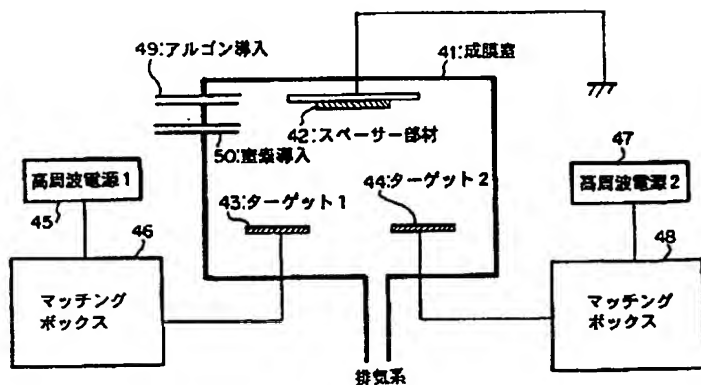 49:アルゴン導入
41:成膜室
42:スペーサー部材
50:窒素導入
47
高周波電源1
45
43:ターゲット1
44:ターゲット2
高周波電源2
46
48
マッチング
ボックス
マッチング
ボックス
排気系